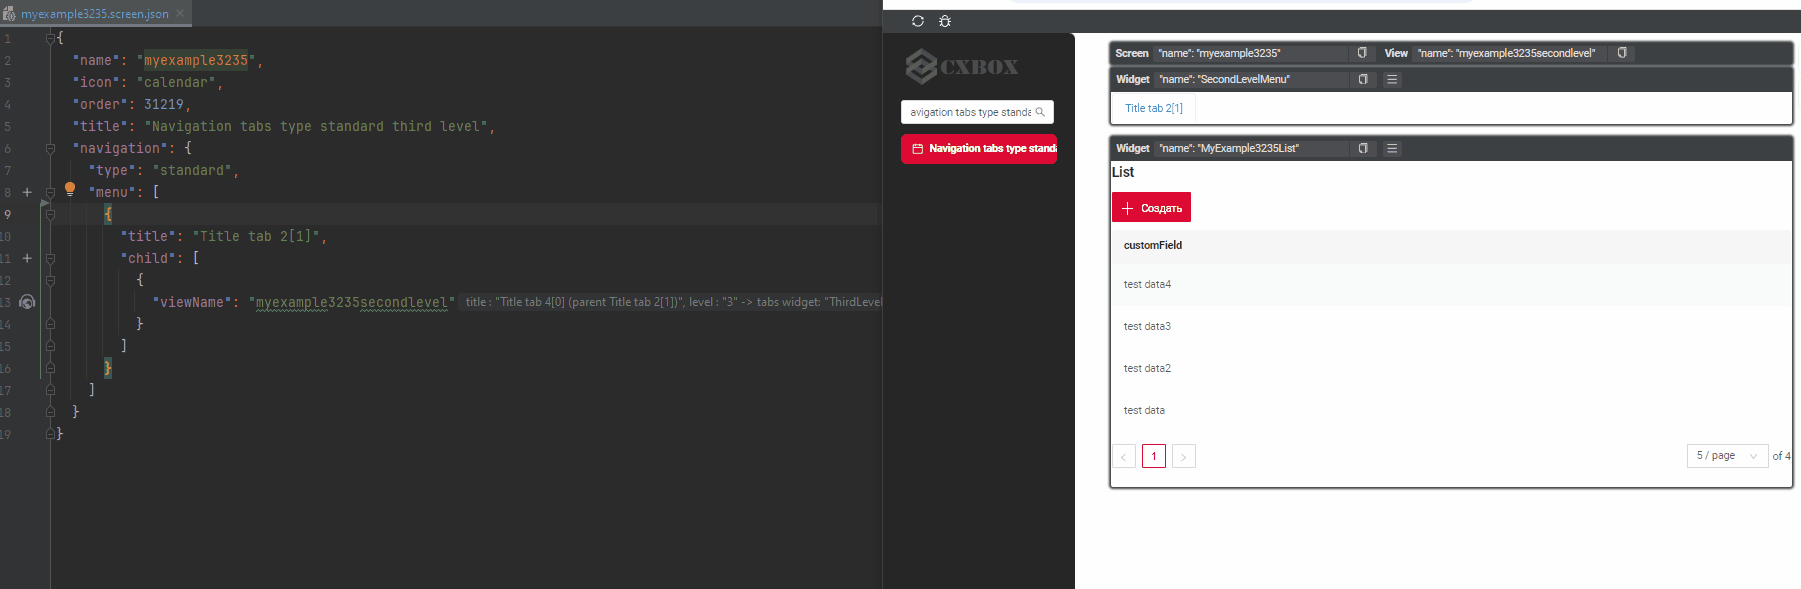 myexample3235.screen.json
1 {
2 "name": "myexample3235",
3 "icon": "calendar",
4 "order": 31219,
5 "title": "Navigation tabs type standard third level",
6 "navigation": {
7 "type": "standard",
8 "menu": [
9 {
10 "title": "Title tab 2[1]",
11 "child": [
12 {
13 "viewName": "myexample3235secondlevel" title : "Title tab 4[0] (parent Title tab 2[1])", level : "3" -> tabs widget: "ThirdLevel
14 }
15 ]
16 }
17 ]
18 }
19 }
CXBOX
avigation tabs type standa
Navigation tabs type standa
Screen "name": "myexample3235" View "name": "myexample3235secondlevel"
Widget "name": "SecondLevelMenu"
Title tab 2[1]
Widget "name": "MyExample3235List"
List
Создать
customField
test data4
test data3
test data2
test data
< 1 > 5 / page of 4